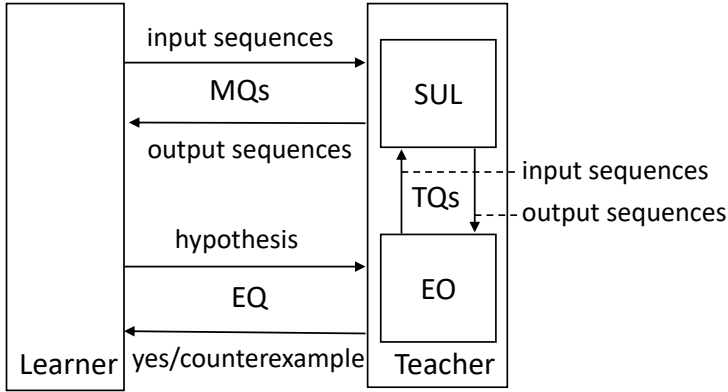 input sequences
MQs
SUL
output sequences
input sequences
TQs
output sequences
hypothesis
EQ
EO
Learner
yes/counterexample
Teacher